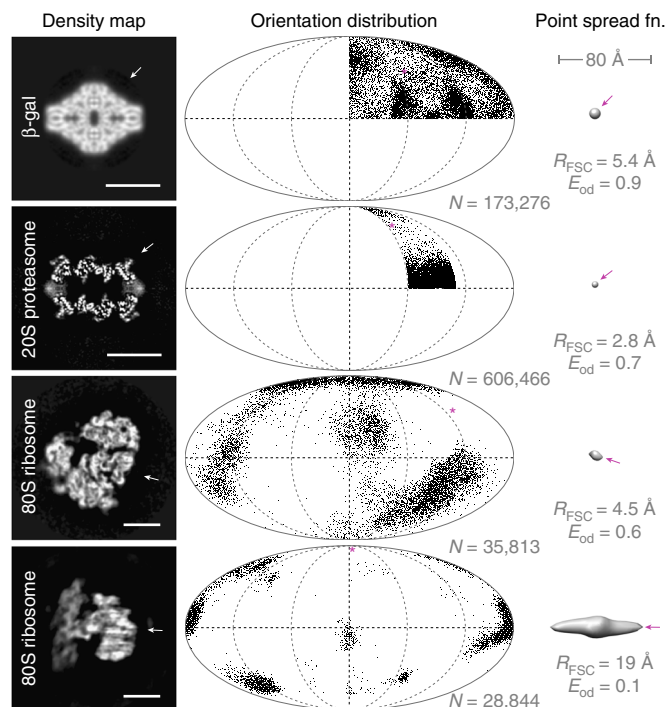 Density map
Orientation distribution
Point spread fn.
β-gal
80 Å
R_FSC = 5.4 Å
E_od = 0.9
N = 173,276
20S proteasome
R_FSC = 2.8 Å
E_od = 0.7
N = 606,466
80S ribosome
R_FSC = 4.5 Å
E_od = 0.6
N = 35,813
80S ribosome
R_FSC = 19 Å
E_od = 0.1
N = 28.844